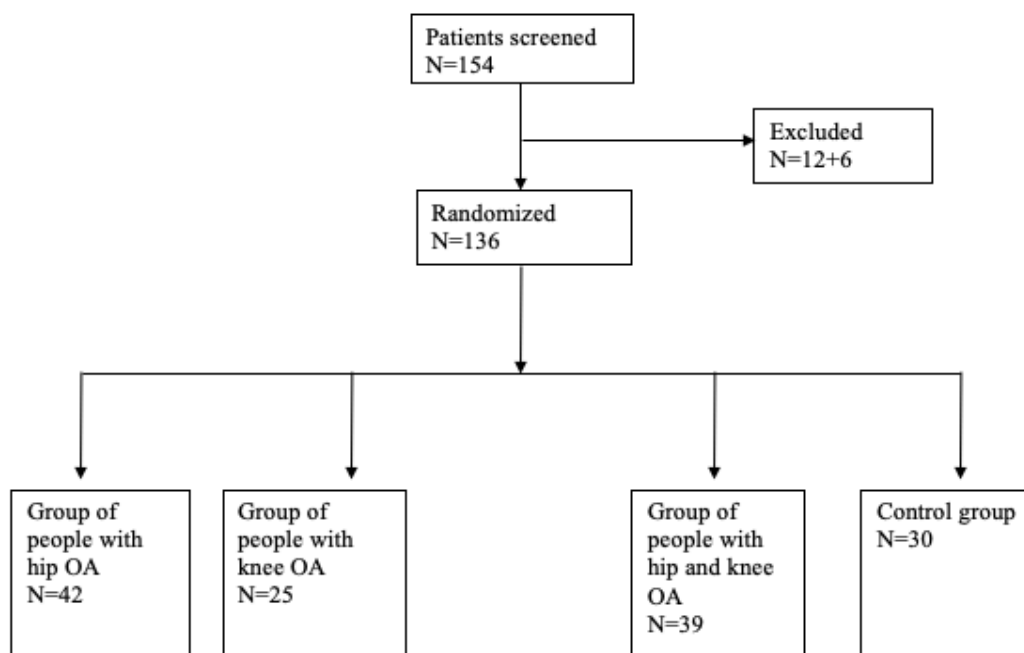 Patients screened
N=154
Excluded
N=12+6
Randomized
N=136
Group of
people with
hip OA
N=42
Group of
people with
knee OA
N=25
Group of
people with
hip and knee
OA
N=39
Control group
N=30